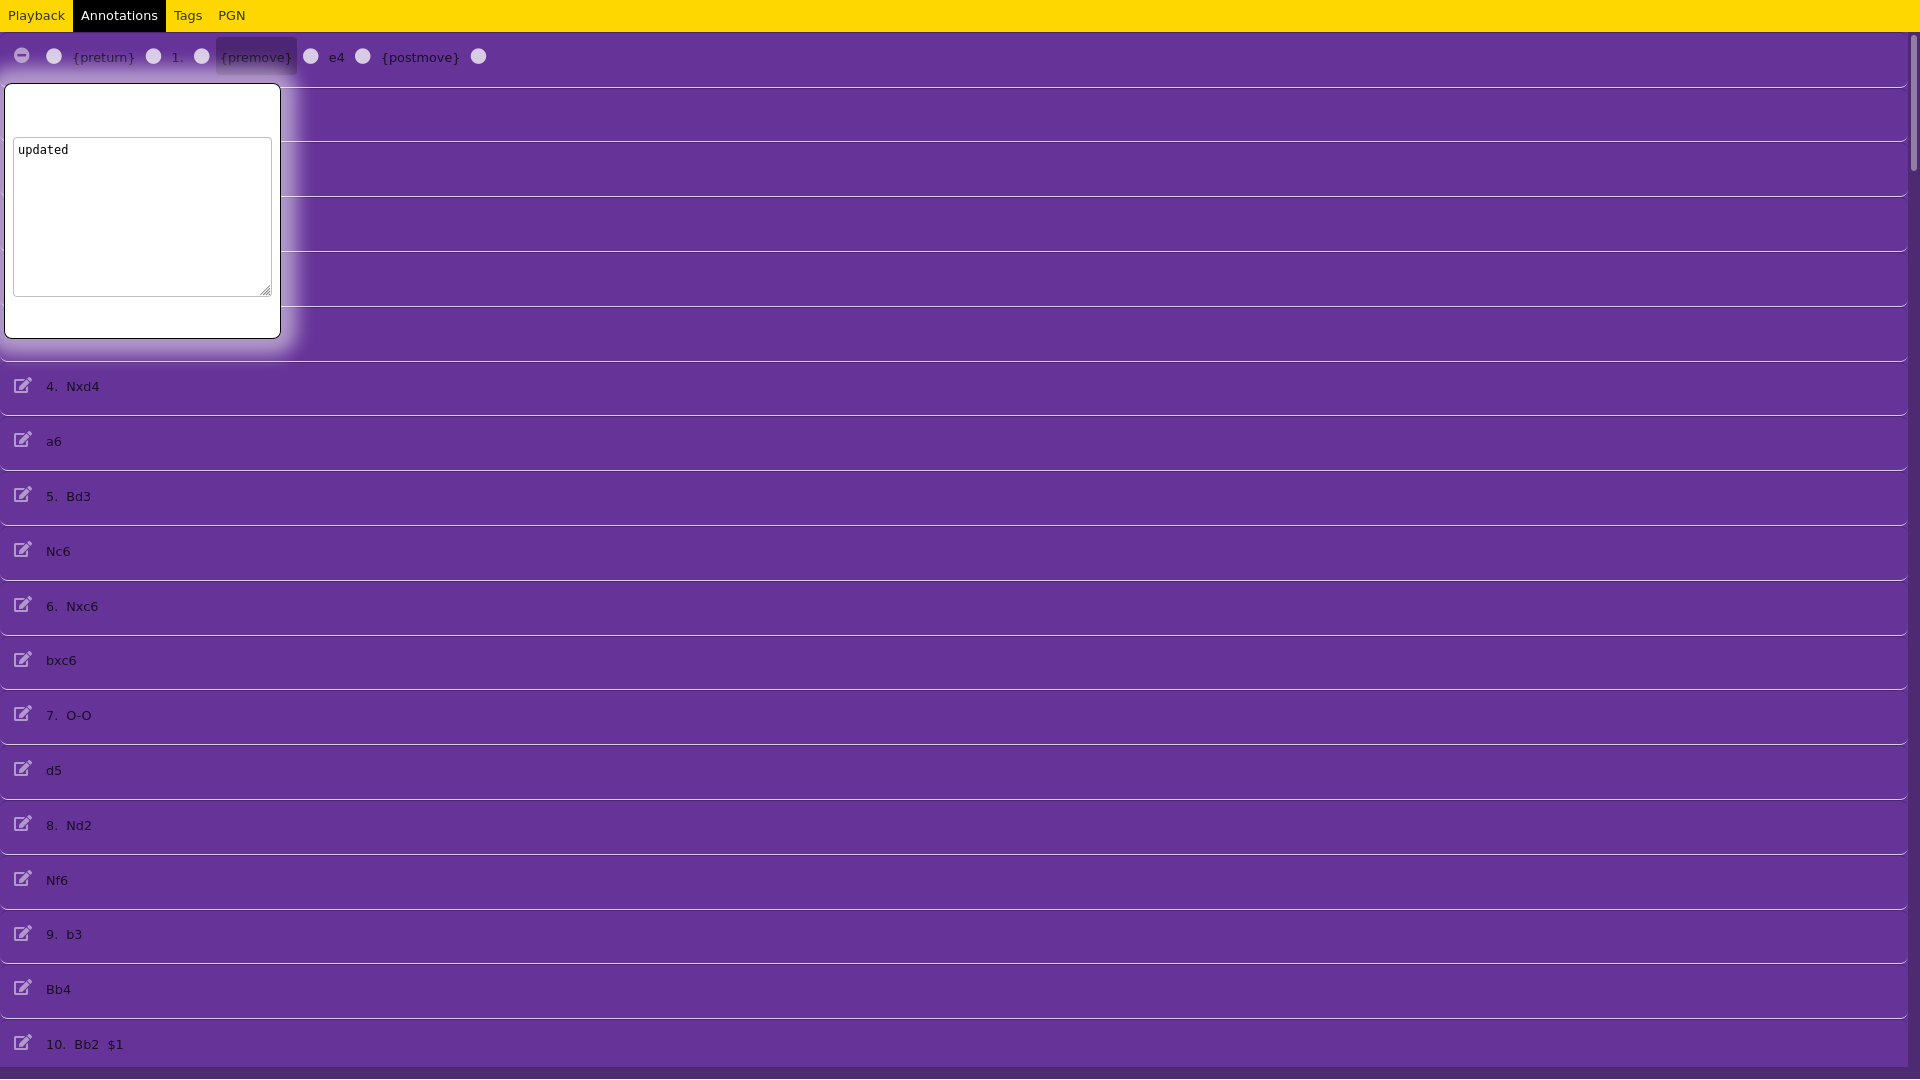 Playback Annotations Tags PGN
{preturn} 1. {premove} e4 {postmove}
updated
4. Nxd4
a6
5. Bd3
Nc6
6. Nxc6
bxc6
7. O-O
d5
8. Nd2
Nf6
9. b3
Bb4
10. Bb2 $1